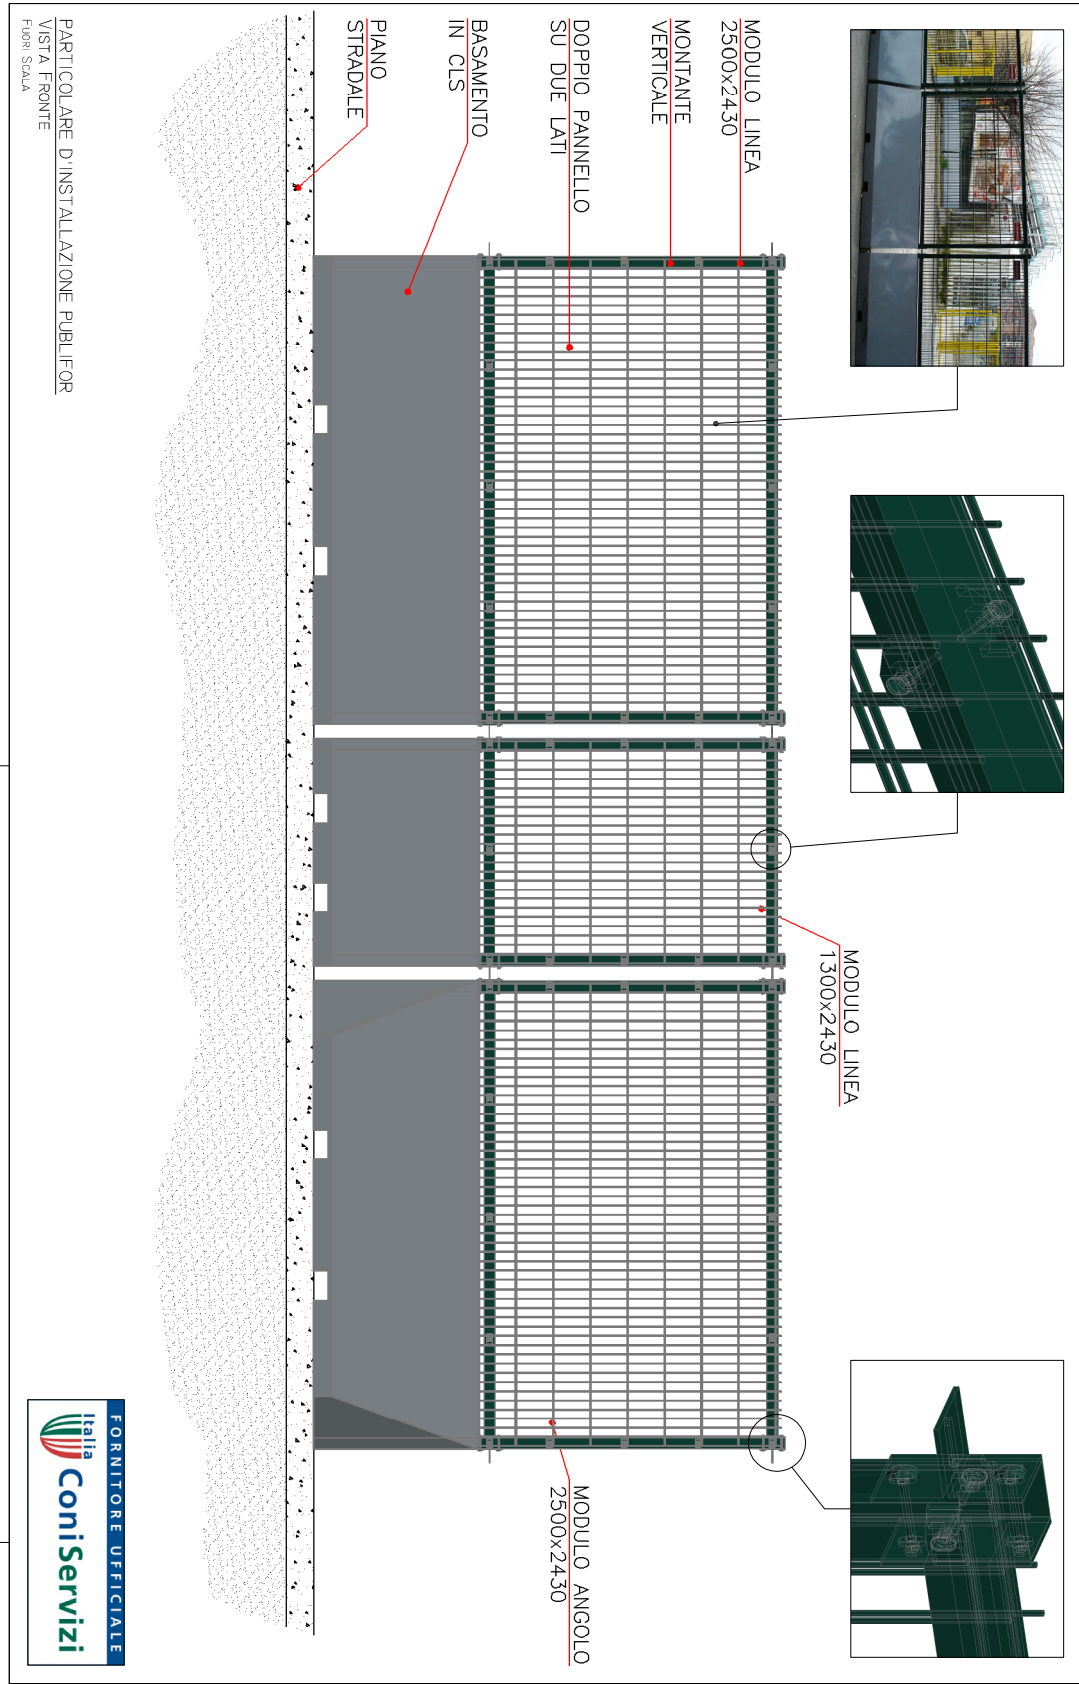 MODULO LINEA
2500x2430
MONTANTE
VERTICALE
DOPPIO PANNELLO
SU DUE LATI
BASAMENTO
IN CLS
PIANO
STRADALE
MODULO LINEA
1300x2430
MODULO ANGOLO
2500x2430
PARTICOLARE D'INSTALLAZIONE PUBLIFOR
VISTA FRONTE
FUORI SCALA
FORNITORE UFFICIALE
Italia
ConiServizi